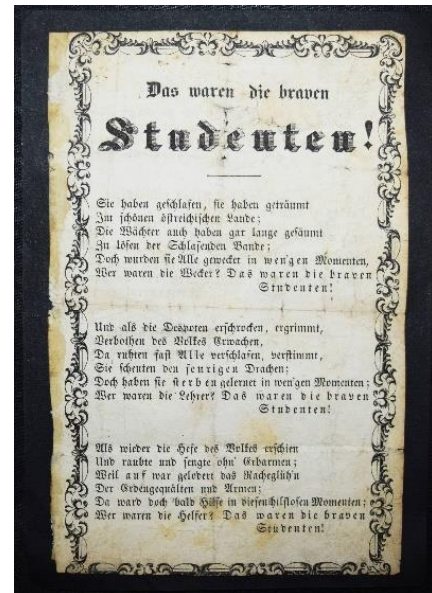 Das waren die braven
Studenten!
Sie haben geschlafen, sie haben geträumt
Im schönen östreichischen Lande;
Die Wächter auch haben gar lange gesäumt
Zu lösen der Schlafenden Bande;
Doch wurden sie Alle gewecket in wen'gen Momenten,
Wer waren die Wecker? Das waren die braven
Studenten!
Und als die Despoten erschrocken, ergrimmt,
Verbothen des Volkes Erwachen,
Da ruhten fast Alle verschlafen, verstimmt,
Sie scheuten den feurigen Drachen;
Doch haben sie sterben gelernet in wen'gen Momenten;
Wer waren die Lehrer? Das waren die braven
Studenten!
Als wieder die Hefe des Volkes erschien
Und raubte und sengte ohn' Erbarmen;
Weil auf war gelodert das Racheglüh'n
Der Erdengequälten und Armen;
Da ward doch bald Hilfe in diesen hilflosen Momenten;
Wer waren die Helfer? Das waren die braven
Studenten!